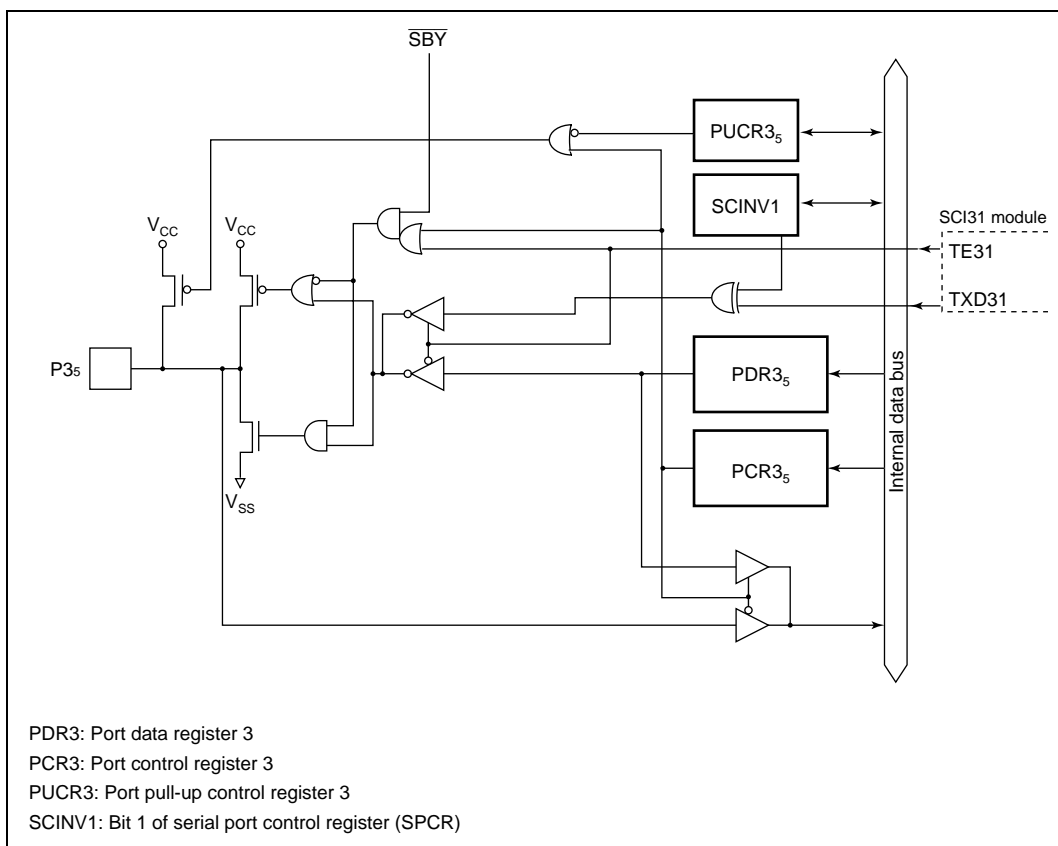 SBY
PUCR3₅
SCINV1
SCI31 module
TE31
TXD31
V_CC
V_CC
P3₅
PDR3₅
PCR3₅
V_SS
Internal data bus
PDR3: Port data register 3
PCR3: Port control register 3
PUCR3: Port pull-up control register 3
SCINV1: Bit 1 of serial port control register (SPCR)